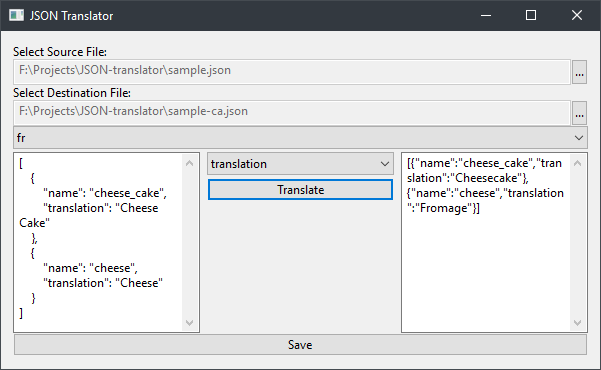 JSON Translator
Select Source File:
F:\Projects\JSON-translator\sample.json
...
Select Destination File:
F:\Projects\JSON-translator\sample-ca.json
...
fr
[
{
"name": "cheese_cake",
"translation": "Cheese
Cake"
},
{
"name": "cheese",
"translation": "Cheese"
}
]
translation
Translate
[{"name":"cheese_cake","tran
slation":"Cheesecake"},
{"name":"cheese","translation
":"Fromage"}]
Save